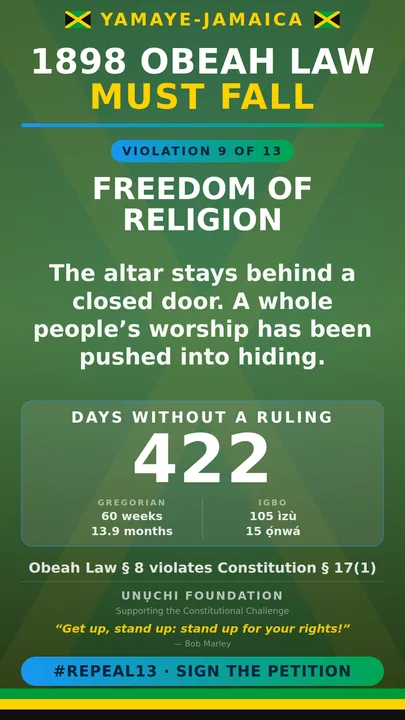 YAMAYE-JAMAICA
1898 OBEAH LAW
MUST FALL
VIOLATION 9 OF 13
FREEDOM OF
RELIGION
The altar stays behind a
closed door. A whole
people’s worship has been
pushed into hiding.
DAYS WITHOUT A RULING
422
GREGORIAN
60 weeks
13.9 months
IGBO
105 ìzù
15 ọ́nwá
Obeah Law § 8 violates Constitution § 17(1)
UNỤCHI FOUNDATION
Supporting the Constitutional Challenge
“Get up, stand up: stand up for your rights!”
— Bob Marley
#REPEAL13 · SIGN THE PETITION